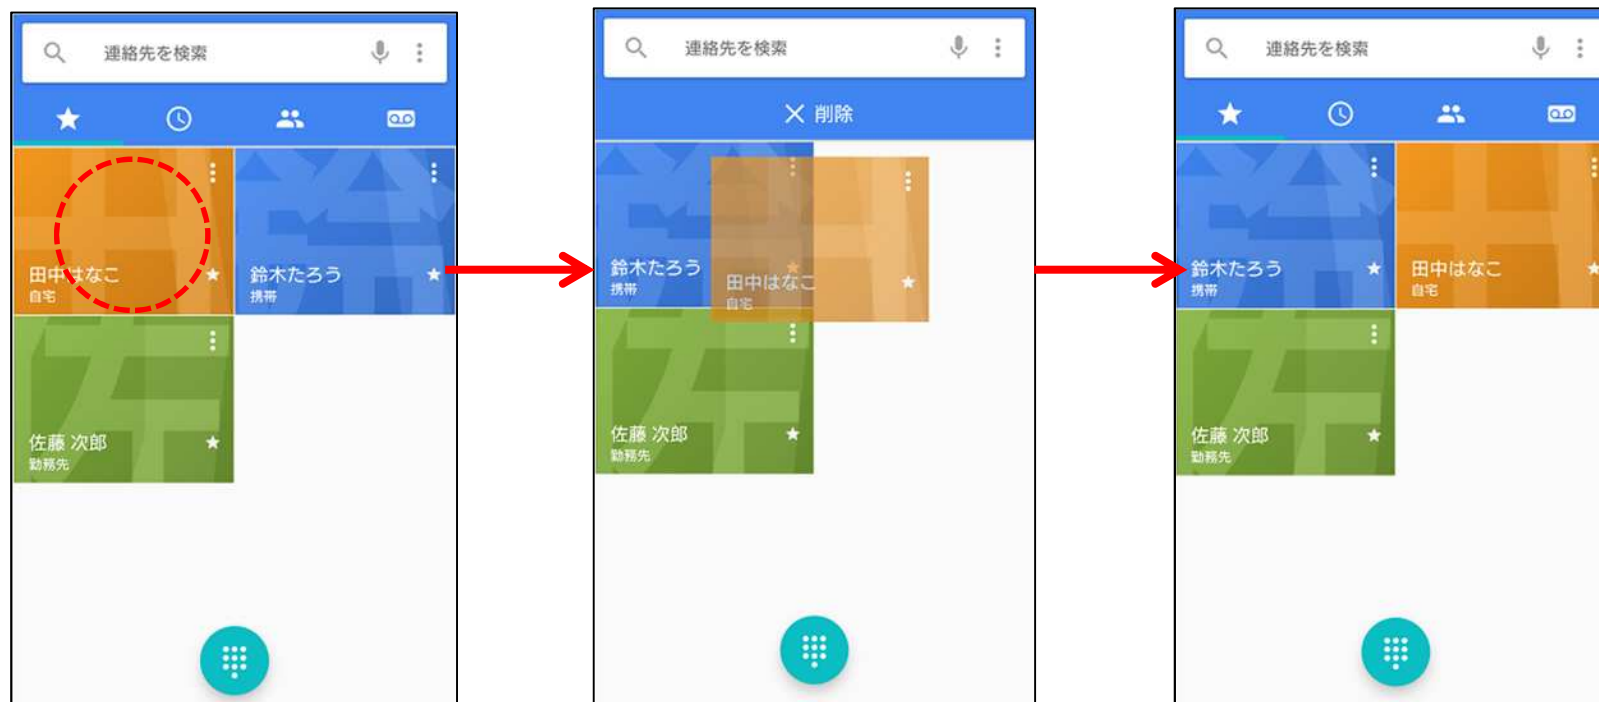 連絡先を検索
田中はなこ
自宅
鈴木たろう
携帯
佐藤 次郎
勤務先
連絡先を検索
削除
鈴木たろう
携帯
田中はなこ
自宅
佐藤 次郎
勤務先
連絡先を検索
鈴木たろう
携帯
田中はなこ
自宅
佐藤 次郎
勤務先